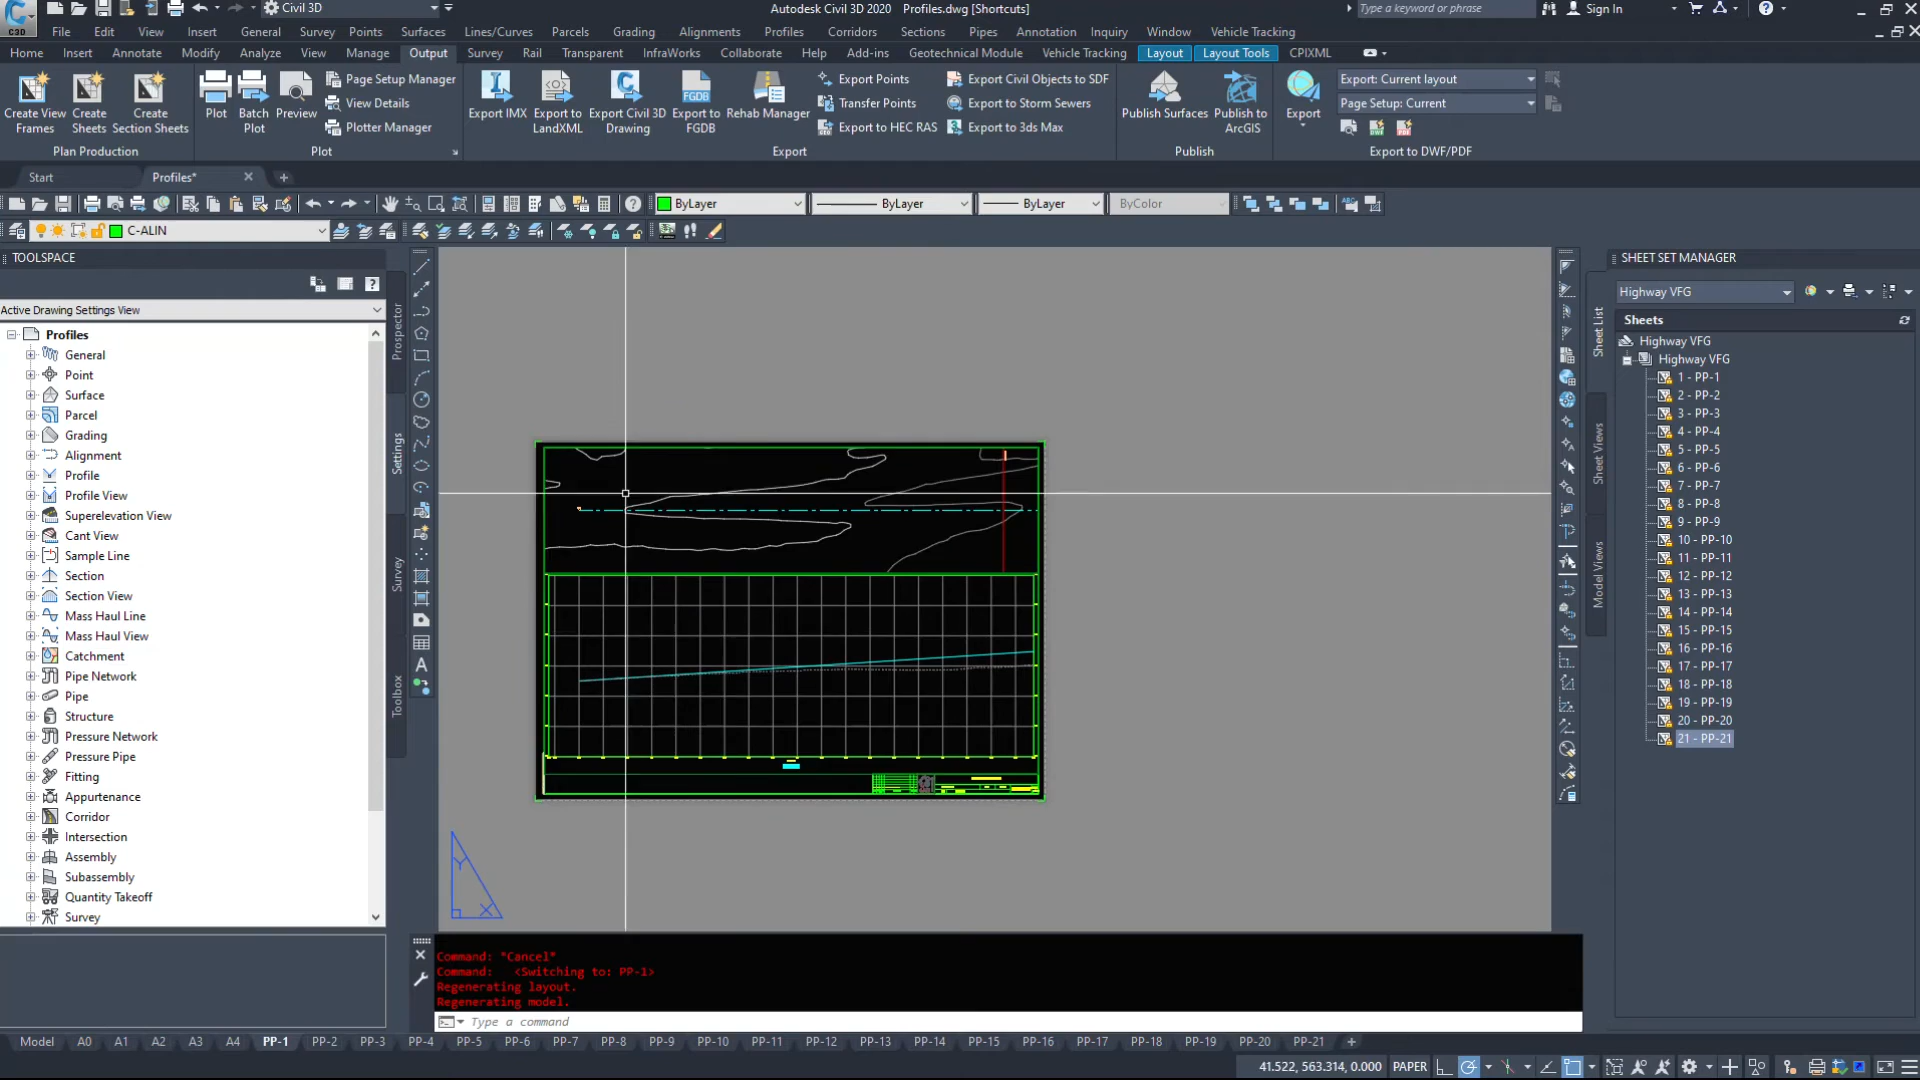 C3D
Civil 3D
Autodesk Civil 3D 2020 Profiles.dwg [Shortcuts]
Type a keyword or phrase
Sign In
File Edit View Insert General Survey Points Surfaces Lines/Curves Parcels Grading Alignments Profiles Corridors Sections Pipes Annotation Inquiry Window Vehicle Tracking
Home Insert Annotate Modify Analyze View Manage Output Survey Rail Transparent InfraWorks Collaborate Help Add-ins Geotechnical Module Vehicle Tracking Layout Layout Tools CPIXML
Create View Frames
Create Sheets
Create Section Sheets
Plan Production
Plot
Batch Plot
Preview
Page Setup Manager
View Details
Plotter Manager
Plot
Export IMX
Export to LandXML
Export Civil 3D Drawing
FGDB
Export to FGDB
Rehab Manager
Export Points
Transfer Points
Export to HEC RAS
Export Civil Objects to SDF
Export to Storm Sewers
Export to 3ds Max
Export
Publish Surfaces
Publish to ArcGIS
Publish
Export
Export: Current layout
Page Setup: Current
Export to DWF/PDF
Start
Profiles*
ByLayer
ByLayer
ByLayer
ByColor
C-ALIN
TOOLSPACE
Active Drawing Settings View
Profiles
General
Point
Surface
Parcel
Grading
Alignment
Profile
Profile View
Superelevation View
Cant View
Sample Line
Section
Section View
Mass Haul Line
Mass Haul View
Catchment
Pipe Network
Pipe
Structure
Pressure Network
Pressure Pipe
Fitting
Appurtenance
Corridor
Intersection
Assembly
Subassembly
Quantity Takeoff
Survey
Prospector
Settings
Survey
Toolbox
Y
X
SHEET SET MANAGER
Highway VFG
Sheets
Highway VFG
Highway VFG
1 - PP-1
2 - PP-2
3 - PP-3
4 - PP-4
5 - PP-5
6 - PP-6
7 - PP-7
8 - PP-8
9 - PP-9
10 - PP-10
11 - PP-11
12 - PP-12
13 - PP-13
14 - PP-14
15 - PP-15
16 - PP-16
17 - PP-17
18 - PP-18
19 - PP-19
20 - PP-20
21 - PP-21
Sheet List
Sheet Views
Model Views
Command: *Cancel*
Command: <Switching to: PP-1>
Regenerating layout.
Regenerating model.
Type a command
Model A0 A1 A2 A3 A4 PP-1 PP-2 PP-3 PP-4 PP-5 PP-6 PP-7 PP-8 PP-9 PP-10 PP-11 PP-12 PP-13 PP-14 PP-15 PP-16 PP-17 PP-18 PP-19 PP-20 PP-21
41.522, 563.314, 0.000 PAPER